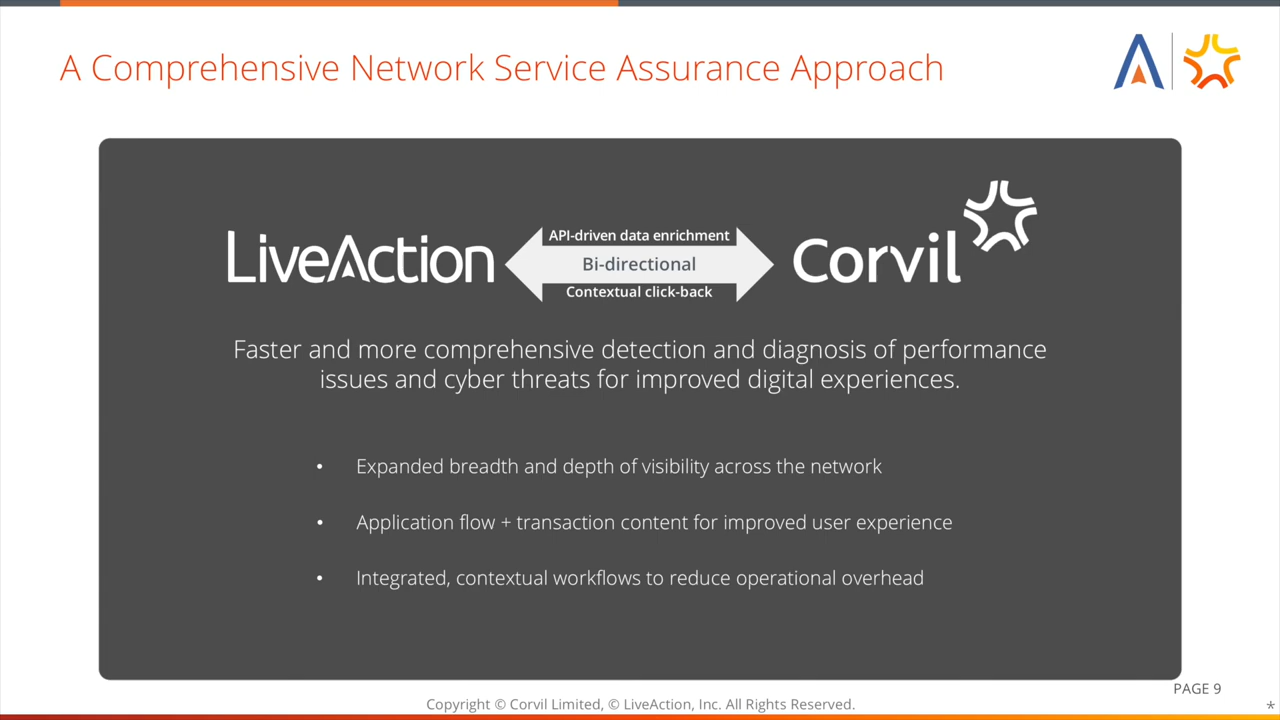 A Comprehensive Network Service Assurance Approach
LiveAction
API-driven data enrichment
Bi-directional
Contextual click-back
Corvil
Faster and more comprehensive detection and diagnosis of performance
issues and cyber threats for improved digital experiences.
• Expanded breadth and depth of visibility across the network
• Application flow + transaction content for improved user experience
• Integrated, contextual workflows to reduce operational overhead
PAGE 9
Copyright © Corvil Limited, © LiveAction, Inc. All Rights Reserved.
*